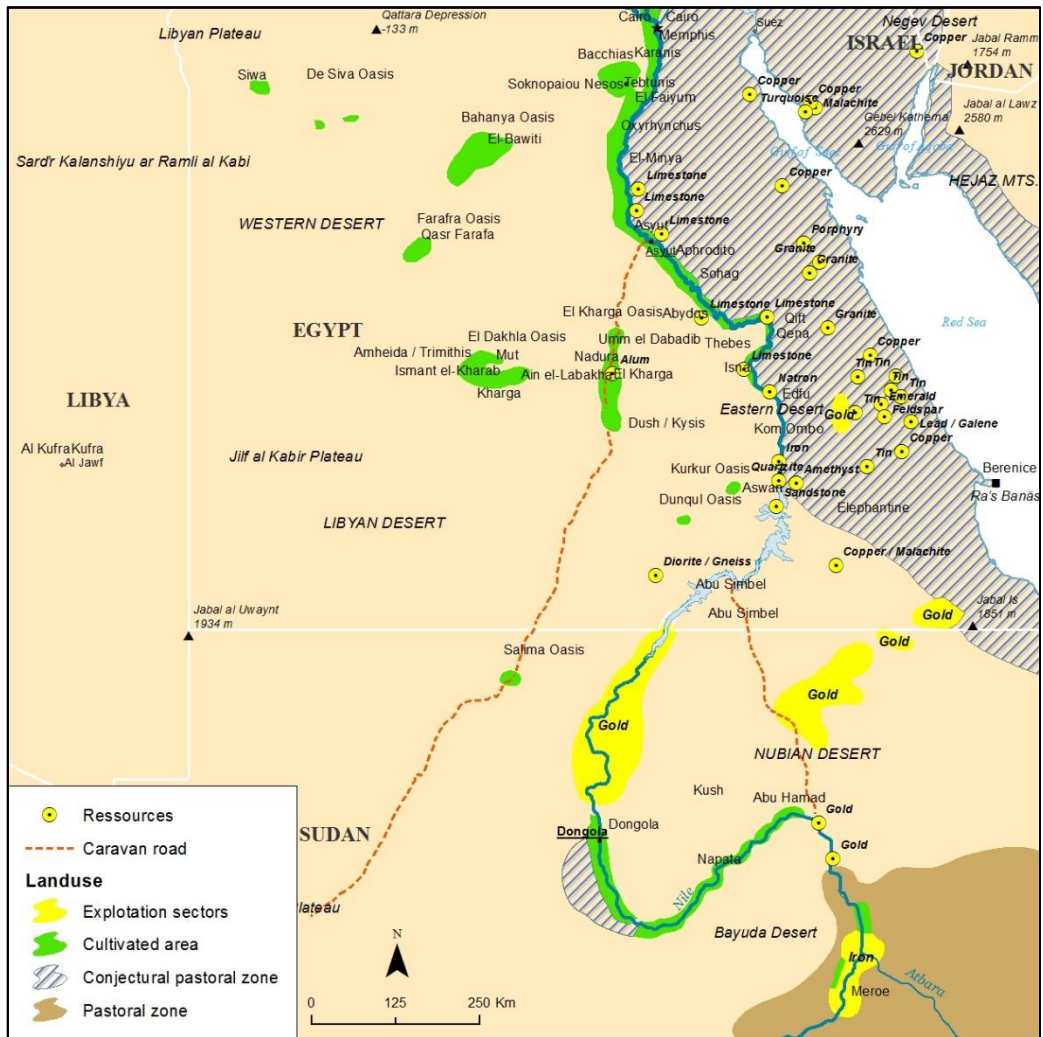 Qattara Depression
-133 m
Libyan Plateau
Cairo
Cairo
Memphis
Suez
Negev Desert
ISRAEL
Copper
Jabal Ramm
1754 m
JORDAN
Bacchias
Karanis
Siwa
De Siva Oasis
Soknopaiou Nesos
Tebtunis
El Faiyum
Copper
Turquoise
Copper
Malachite
Gebel Katherna
2629 m
Jabal al Lawz
2580 m
Bahanya Oasis
El-Bawiti
Oxyrhynchus
Gulf of Suez
Gulf of Aqaba
Sard'r Kalanshiyu ar Ramli al Kabi
El-Minya
Limestone
Copper
HEJAZ MTS.
WESTERN DESERT
Farafra Oasis
Qasr Farafa
Limestone
Asyut
Limestone
Asyut
Aphrodito
Porphyry
Granite
Granite
Sohag
EGYPT
El Kharga Oasis
Abydos
Limestone
Limestone
Qift
Qena
Granite
Red Sea
El Dakhla Oasis
Umm el Dabadib
Thebes
Amheida / Trimithis
Mut
Nadura
Alum
Limestone
Copper
Ismant el-Kharab
Ain el-Labakha
El Kharga
Isna
Tin
Tin
Tin
LIBYA
Kharga
Natron
Edfu
Emerald
Tin
Eastern Desert
Gold
Feldspar
Dush / Kysis
Kom Ombo
Lead / Galene
Al Kufra
Kufra
Al Jawf
Jilf al Kabir Plateau
Iron
Copper
Kurkur Oasis
Quartzite
Amethyst
Tin
Berenice
Ra's Banäs
Aswan
Dunqul Oasis
Sandstone
Elephantine
LIBYAN DESERT
Diorite / Gneiss
Copper / Malachite
Abu Simbel
Abu Simbel
Jabal al Uwaynt
1934 m
Jabal Is
1851 m
Gold
Gold
Salima Oasis
Gold
Gold
NUBIAN DESERT
Kush
Abu Hamad
Gold
SUDAN
Dongola
Dongola
Gold
Napata
Nile
Plateau
Bayuda Desert
Iron
Atbara
Meroe
N
0 125 250 Km
Ressources
Caravan road
Landuse
Explotation sectors
Cultivated area
Conjectural pastoral zone
Pastoral zone